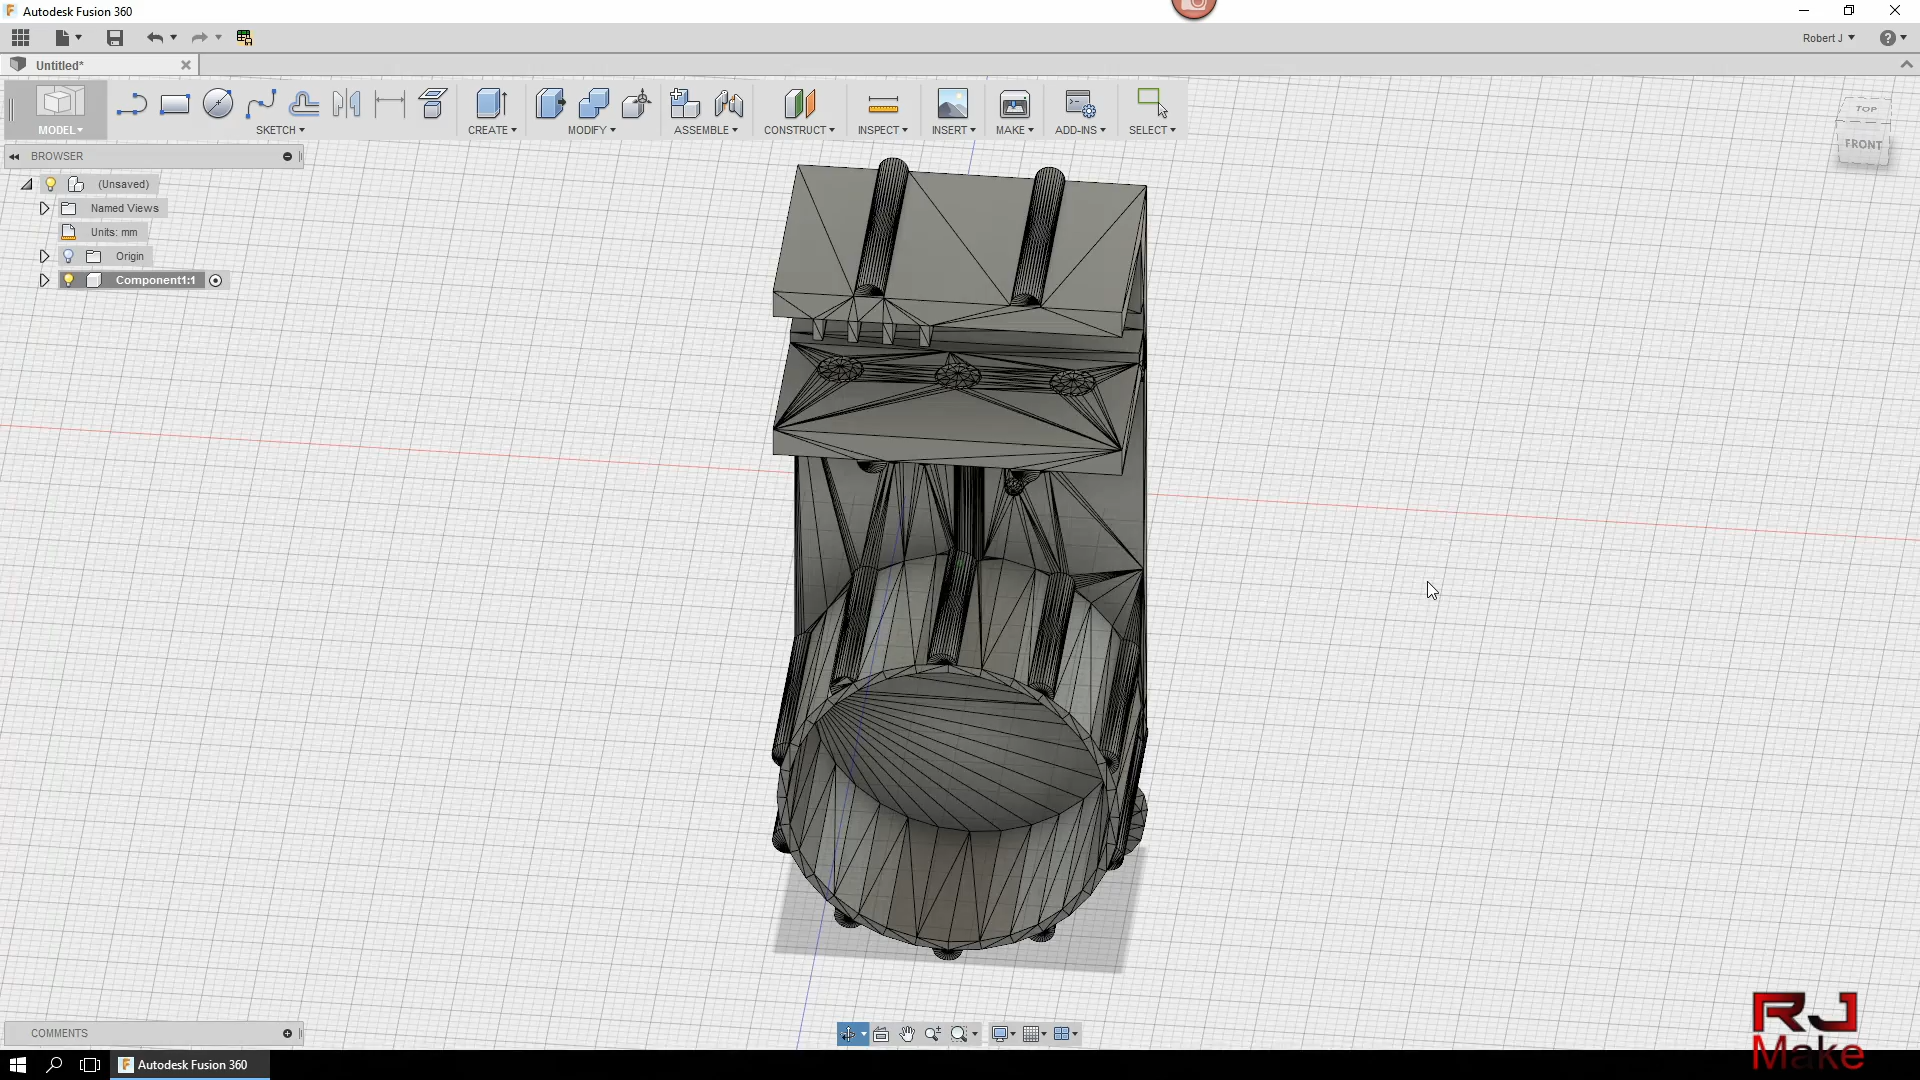 Autodesk Fusion 360
Robert J
Untitled*
MODEL
SKETCH
CREATE
MODIFY
ASSEMBLE
CONSTRUCT
INSPECT
INSERT
MAKE
ADD-INS
SELECT
TOP
FRONT
BROWSER
(Unsaved)
Named Views
Units: mm
Origin
Component1:1
COMMENTS
RJ
Make
Autodesk Fusion 360